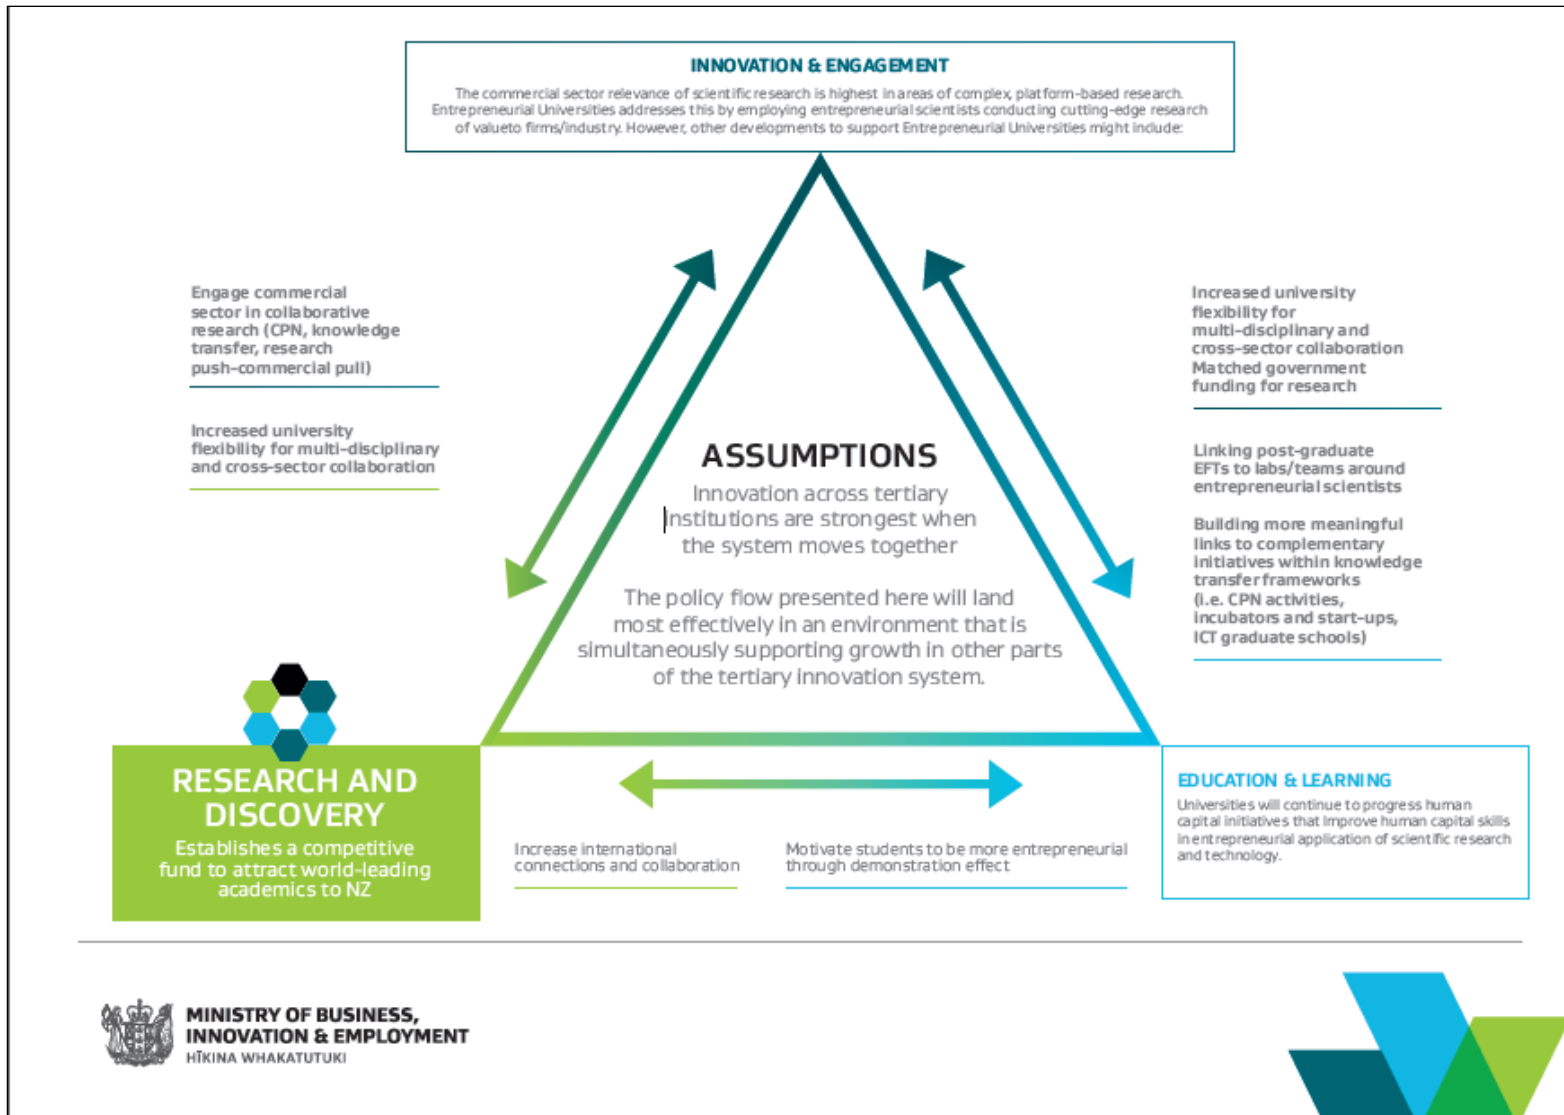 INNOVATION & ENGAGEMENT
The commercial sector relevance of scientific research is highest in areas of complex, platform-based research.
Entrepreneurial Universities addresses this by employing entrepreneurial scientists conducting cutting-edge research
of valueto firms/industry. However, other developments to support Entrepreneurial Universities might include:
Engage commercial
sector in collaborative
research (CPN, knowledge
transfer, research
push-commercial pull)
Increased university
flexibility for multi-disciplinary
and cross-sector collaboration
Increased university
flexibility for
multi-disciplinary and
cross-sector collaboration
Matched government
funding for research
Linking post-graduate
EFTs to labs/teams around
entrepreneurial scientists
Building more meaningful
links to complementary
initiatives within knowledge
transfer frameworks
(i.e. CPN activities,
incubators and start-ups,
ICT graduate schools)
ASSUMPTIONS
Innovation across tertiary
institutions are strongest when
the system moves together
The policy flow presented here will land
most effectively in an environment that is
simultaneously supporting growth in other parts
of the tertiary innovation system.
RESEARCH AND
DISCOVERY
Establishes a competitive
fund to attract world-leading
academics to NZ
Increase international
connections and collaboration
Motivate students to be more entrepreneurial
through demonstration effect
EDUCATION & LEARNING
Universities will continue to progress human
capital initiatives that improve human capital skills
in entrepreneurial application of scientific research
and technology.
MINISTRY OF BUSINESS,
INNOVATION & EMPLOYMENT
HĪKINA WHAKATUTUKI